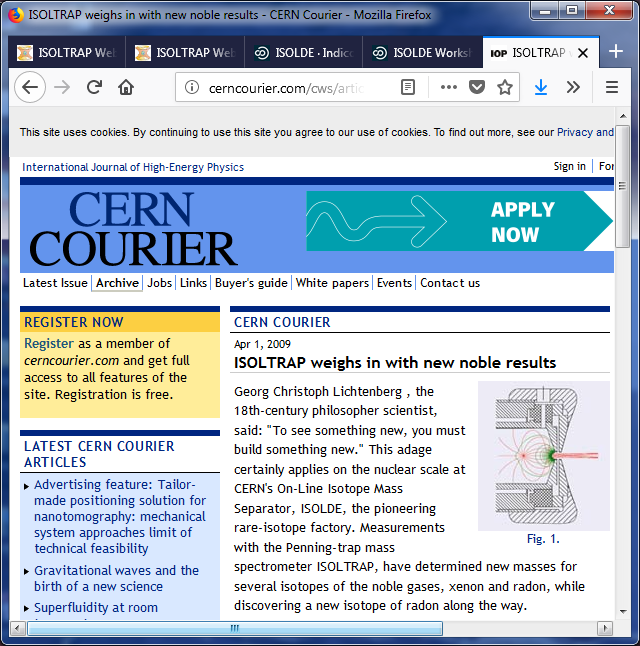 ISOLTRAP weighs in with new noble results - CERN Courier - Mozilla Firefox
ISOLTRAP Web
ISOLTRAP Web
ISOLDE · Indico
ISOLDE Works
IOP ISOLTRAP
cerncourier.com/cws/artic
This site uses cookies. By continuing to use this site you agree to our use of cookies. To find out more, see our Privacy and
International Journal of High-Energy Physics
Sign in | For
CERN
COURIER
APPLY
NOW
Latest Issue | Archive | Jobs | Links | Buyer's guide | White papers | Events | Contact us
REGISTER NOW
Register as a member of
cerncourier.com and get full
access to all features of the
site. Registration is free.
LATEST CERN COURIER
ARTICLES
Advertising feature: Tailor-
made positioning solution for
nanotomography: mechanical
system approaches limit of
technical feasibility
Gravitational waves and the
birth of a new science
Superfluidity at room
CERN COURIER
Apr 1, 2009
ISOLTRAP weighs in with new noble results
Georg Christoph Lichtenberg , the
18th-century philosopher scientist,
said: "To see something new, you must
build something new." This adage
certainly applies on the nuclear scale at
CERN's On-Line Isotope Mass
Separator, ISOLDE, the pioneering
rare-isotope factory. Measurements
with the Penning-trap mass
spectrometer ISOLTRAP, have determined new masses for
several isotopes of the noble gases, xenon and radon, while
discovering a new isotope of radon along the way.
Fig. 1.